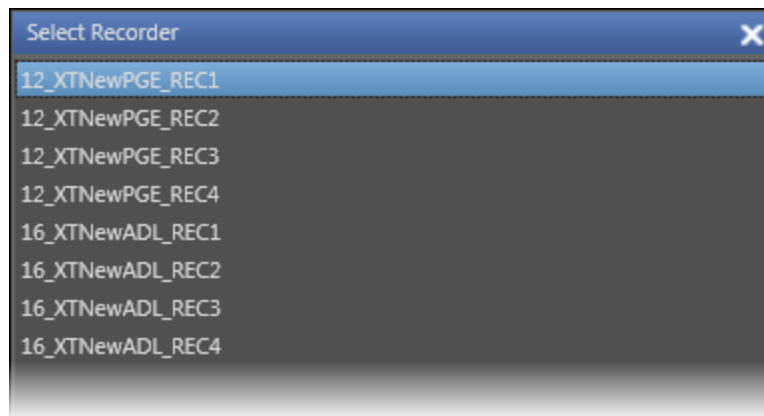 Select Recorder
12_XTNewPGE_REC1
12_XTNewPGE_REC2
12_XTNewPGE_REC3
12_XTNewPGE_REC4
16_XTNewADL_REC1
16_XTNewADL_REC2
16_XTNewADL_REC3
16_XTNewADL_REC4